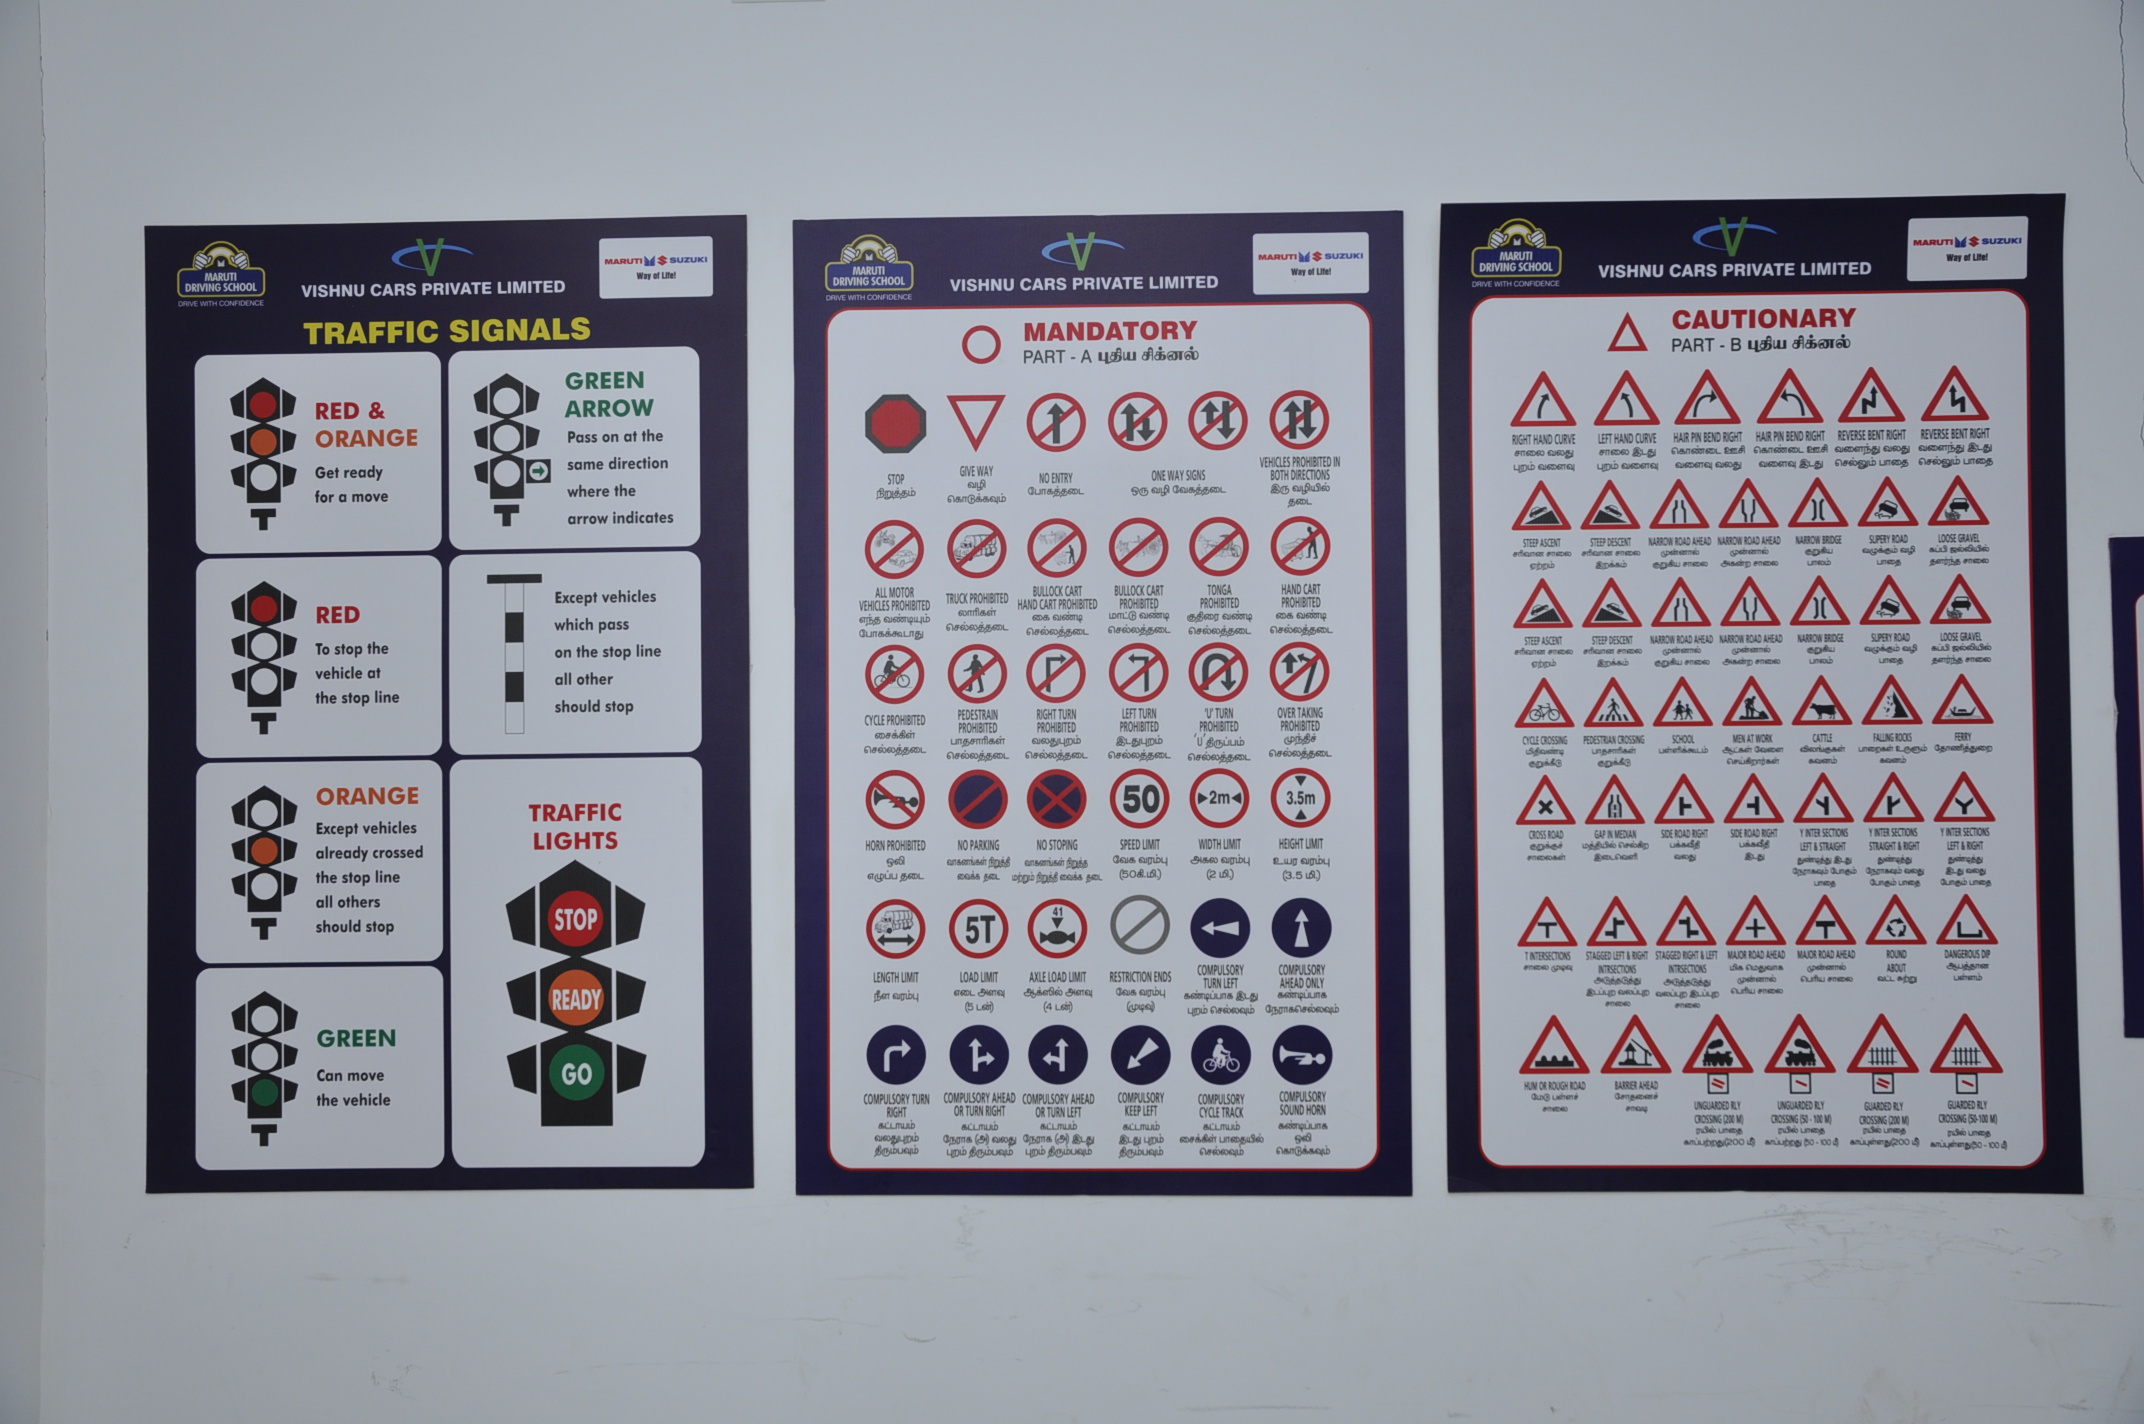 MARUTI
DRIVING SCHOOL
DRIVE WITH CONFIDENCE
VISHNU CARS PRIVATE LIMITED
MARUTI SUZUKI
Way of Life!
TRAFFIC SIGNALS
RED &
ORANGE
Get ready
for a move
GREEN
ARROW
Pass on at the
same direction
where the
arrow indicates
RED
To stop the
vehicle at
the stop line
Except vehicles
which pass
on the stop line
all other
should stop
ORANGE
Except vehicles
already crossed
the stop line
all others
should stop
TRAFFIC
LIGHTS
STOP
READY
GO
GREEN
Can move
the vehicle
MARUTI
DRIVING SCHOOL
DRIVE WITH CONFIDENCE
VISHNU CARS PRIVATE LIMITED
MARUTI SUZUKI
Way of Life!
MANDATORY
PART - A புதிய சிக்னல்
STOP
நிறுத்தம்
GIVE WAY
வழி
கொடுக்கவும்
NO ENTRY
போகத்தடை
ONE WAY SIGNS
ஒரு வழி வேகத்தடை
VEHICLES PROHIBITED IN
BOTH DIRECTIONS
இரு வழியில்
தடை
ALL MOTOR
VEHICLES PROHIBITED
எந்த வண்டியும்
போகக்கூடாது
TRUCK PROHIBITED
லாரிகள்
செல்லத்தடை
BULLOCK CART
HAND CART PROHIBITED
கை வண்டி
செல்லத்தடை
BULLOCK CART
PROHIBITED
மாட்டு வண்டி
செல்லத்தடை
TONGA
PROHIBITED
குதிரை வண்டி
செல்லத்தடை
HAND CART
PROHIBITED
கை வண்டி
செல்லத்தடை
CYCLE PROHIBITED
சைக்கிள்
செல்லத்தடை
PEDESTRAIN
PROHIBITED
பாதசாரிகள்
செல்லத்தடை
RIGHT TURN
PROHIBITED
வலதுபுறம்
செல்லத்தடை
LEFT TURN
PROHIBITED
இடதுபுறம்
செல்லத்தடை
'U' TURN
PROHIBITED
'U' திருப்பம்
செல்லத்தடை
OVER TAKING
PROHIBITED
முந்திச்
செல்லத்தடை
50
2m
3.5m
HORN PROHIBITED
ஒலி
எழுப்ப தடை
NO PARKING
வாகனங்கள் நிறுத்தி
வைக்க தடை
NO STOPING
வாகனங்கள் நிறுத்த
மற்றும் நிறுத்தி வைக்க தடை
SPEED LIMIT
வேக வரம்பு
(50கி.மி.)
WIDTH LIMIT
அகல வரம்பு
(2 மி.)
HEIGHT LIMIT
உயர வரம்பு
(3.5 மி.)
5T
41
LENGTH LIMIT
நீள வரம்பு
LOAD LIMIT
எடை அளவு
(5 டன்)
AXLE LOAD LIMIT
ஆக்ஸில் அளவு
(4 டன்)
RESTRICTION ENDS
வேக வரம்பு
(முடிவு)
COMPULSORY
TURN LEFT
கண்டிப்பாக இடது
புறம் செல்லவும்
COMPULSORY
AHEAD ONLY
கண்டிப்பாக
நேராகசெல்லவும்
COMPULSORY TURN
RIGHT
கட்டாயம்
வலதுபுறம்
திரும்பவும்
COMPULSORY AHEAD
OR TURN RIGHT
கட்டாயம்
நேராக (அ) வலது
புறம் திரும்பவும்
COMPULSORY AHEAD
OR TURN LEFT
கட்டாயம்
நேராக (அ) இடது
புறம் திரும்பவும்
COMPULSORY
KEEP LEFT
கட்டாயம்
இடது புறம்
திரும்பவும்
COMPULSORY
CYCLE TRACK
கட்டாயம்
சைக்கிள் பாதையில்
செல்லவும்
COMPULSORY
SOUND HORN
கண்டிப்பாக
ஒலி
கொடுக்கவும்
MARUTI
DRIVING SCHOOL
DRIVE WITH CONFIDENCE
VISHNU CARS PRIVATE LIMITED
MARUTI SUZUKI
Way of Life!
CAUTIONARY
PART - B புதிய சிக்னல்
RIGHT HAND CURVE
சாலை வலது
புறம் வளைவு
LEFT HAND CURVE
சாலை இடது
புறம் வளைவு
HAIR PIN BEND RIGHT
கொண்டை ஊசி
வளைவு வலது
HAIR PIN BEND RIGHT
கொண்டை ஊசி
வளைவு இடது
REVERSE BENT RIGHT
வளைந்து வலது
செல்லும் பாதை
REVERSE BENT RIGHT
வளைந்து இடது
செல்லும் பாதை
STEEP ASCENT
சரிவான சாலை
ஏற்றம்
STEEP DESCENT
சரிவான சாலை
இறக்கம்
NARROW ROAD AHEAD
முன்னால்
குறுகிய சாலை
NARROW ROAD AHEAD
முன்னால்
அகன்ற சாலை
NARROW BRIDGE
குறுகிய
பாலம்
SLIPERY ROAD
வழுக்கும் வழி
பாதை
LOOSE GRAVEL
கப்பி ஜல்லியில்
தளர்ந்த சாலை
STEEP ASCENT
சரிவான சாலை
ஏற்றம்
STEEP DESCENT
சரிவான சாலை
இறக்கம்
NARROW ROAD AHEAD
முன்னால்
குறுகிய சாலை
NARROW ROAD AHEAD
முன்னால்
அகன்ற சாலை
NARROW BRIDGE
குறுகிய
பாலம்
SLIPERY ROAD
வழுக்கும் வழி
பாதை
LOOSE GRAVEL
கப்பி ஜல்லியில்
தளர்ந்த சாலை
CYCLE CROSSING
மிதிவண்டி
குறுக்கீடு
PEDESTRIAN CROSSING
பாதசாரிகள்
குறுக்கீடு
SCHOOL
பள்ளிக்கூடம்
MEN AT WORK
ஆட்கள் வேலை
செய்கிறார்கள்
CATTLE
விலங்குகள்
கவனம்
FALLING ROCKS
பாறைகள் உருளும்
கவனம்
FERRY
தோணித்துறை
CROSS ROAD
குறுக்குச்
சாலைகள்
GAP IN MEDIAN
மத்தியில் செல்கிற
இடைவெளி
SIDE ROAD RIGHT
பக்கவீதி
வலது
SIDE ROAD RIGHT
பக்கவீதி
இடது
Y INTER SECTIONS
LEFT & STRAIGHT
துண்டித்து இடது
நேராகவும் போகும்
பாதை
Y INTER SECTIONS
STRAIGHT & RIGHT
துண்டித்து
நேராகவும் வலது
போகும் பாதை
Y INTER SECTIONS
LEFT & RIGHT
துண்டித்து
இடது வலது
போகும் பாதை
T INTERSECTIONS
சாலை முடிவு
STAGGED LEFT & RIGHT
INTRSECTIONS
அடுத்தடுத்து
இடப்புற வலப்புற
சாலை
STAGGED RIGHT & LEFT
INTRSECTIONS
அடுத்தடுத்து
வலப்புற இடப்புற
சாலை
MAJOR ROAD AHEAD
மிக மெதுவாக
முன்னால்
பெரிய சாலை
MAJOR ROAD AHEAD
முன்னால்
பெரிய சாலை
ROUND
ABOUT
வட்ட சுற்று
DANGEROUS DIP
ஆபத்தான
பள்ளம்
HUM OR ROUGH ROAD
மேடு பள்ளச்
சாலை
BARRIER AHEAD
சோதனைச்
சாவடி
UNGUARDED RLY
CROSSING (200 M)
ரயில் பாதை
UNGUARDED RLY
CROSSING (50 - 100 M)
ரயில் பாதை
GUARDED RLY
CROSSING (200 M)
ரயில் பாதை
GUARDED RLY
CROSSING (50-100 M)
ரயில் பாதை